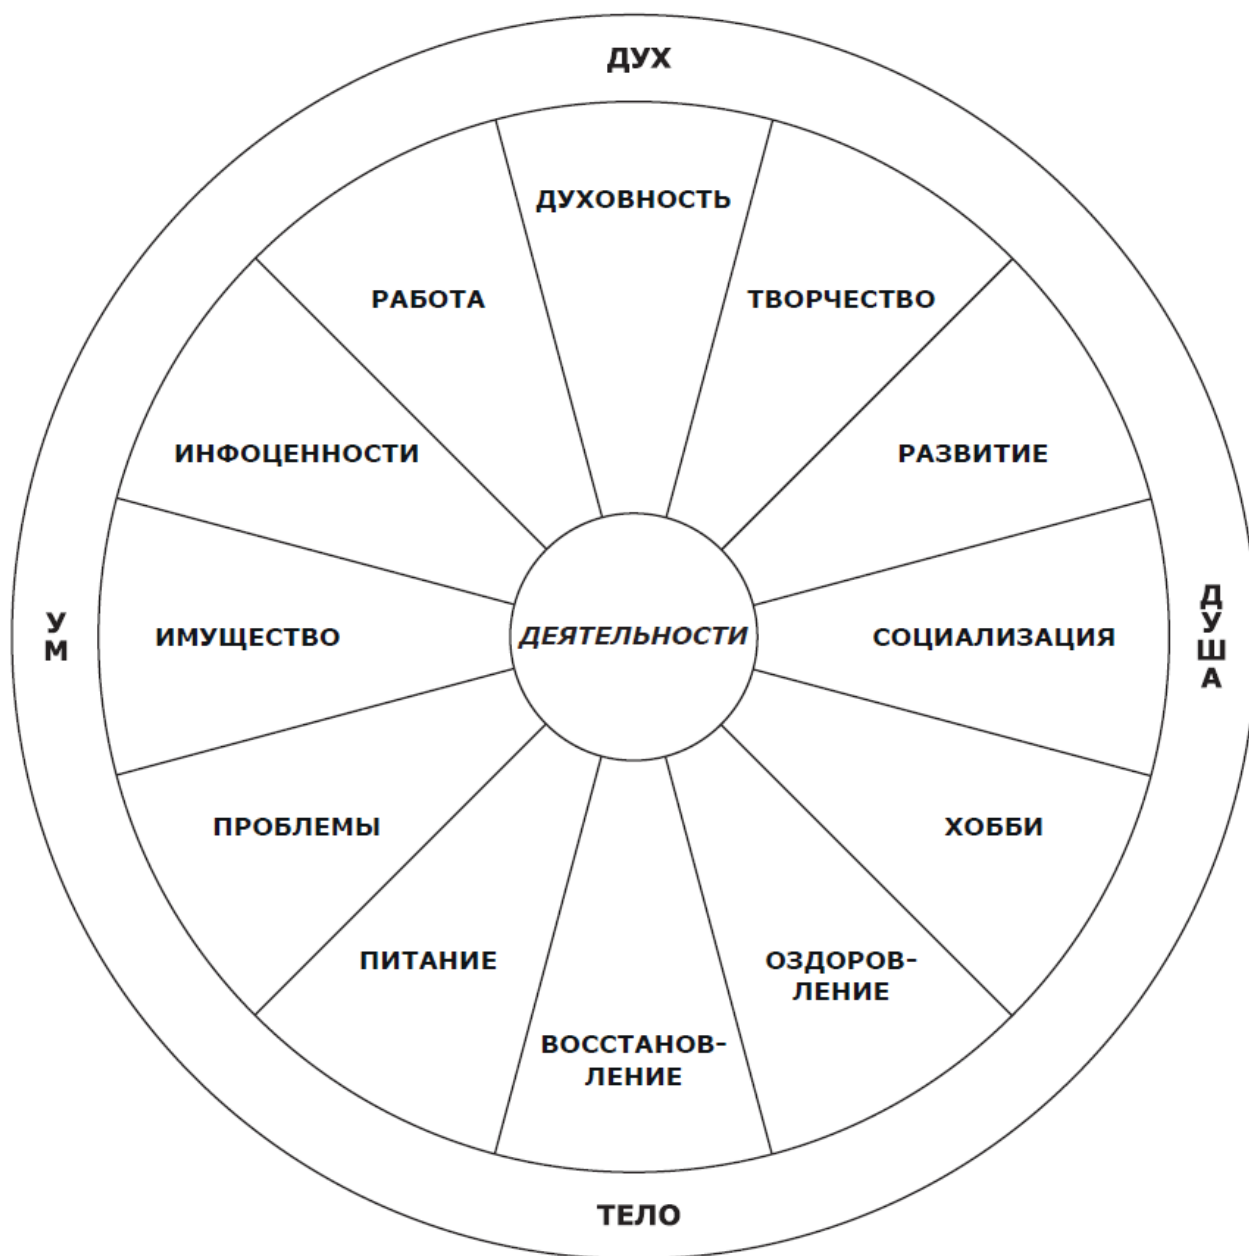 ДУХ
ДУХОВНОСТЬ
РАБОТА
ТВОРЧЕСТВО
ИНФОЦЕННОСТИ
РАЗВИТИЕ
У
М
ИМУЩЕСТВО
ДЕЯТЕЛЬНОСТИ
СОЦИАЛИЗАЦИЯ
Д
У
Ш
А
ПРОБЛЕМЫ
ХОББИ
ПИТАНИЕ
ОЗДОРОВ-
ЛЕНИЕ
ВОССТАНОВ-
ЛЕНИЕ
ТЕЛО